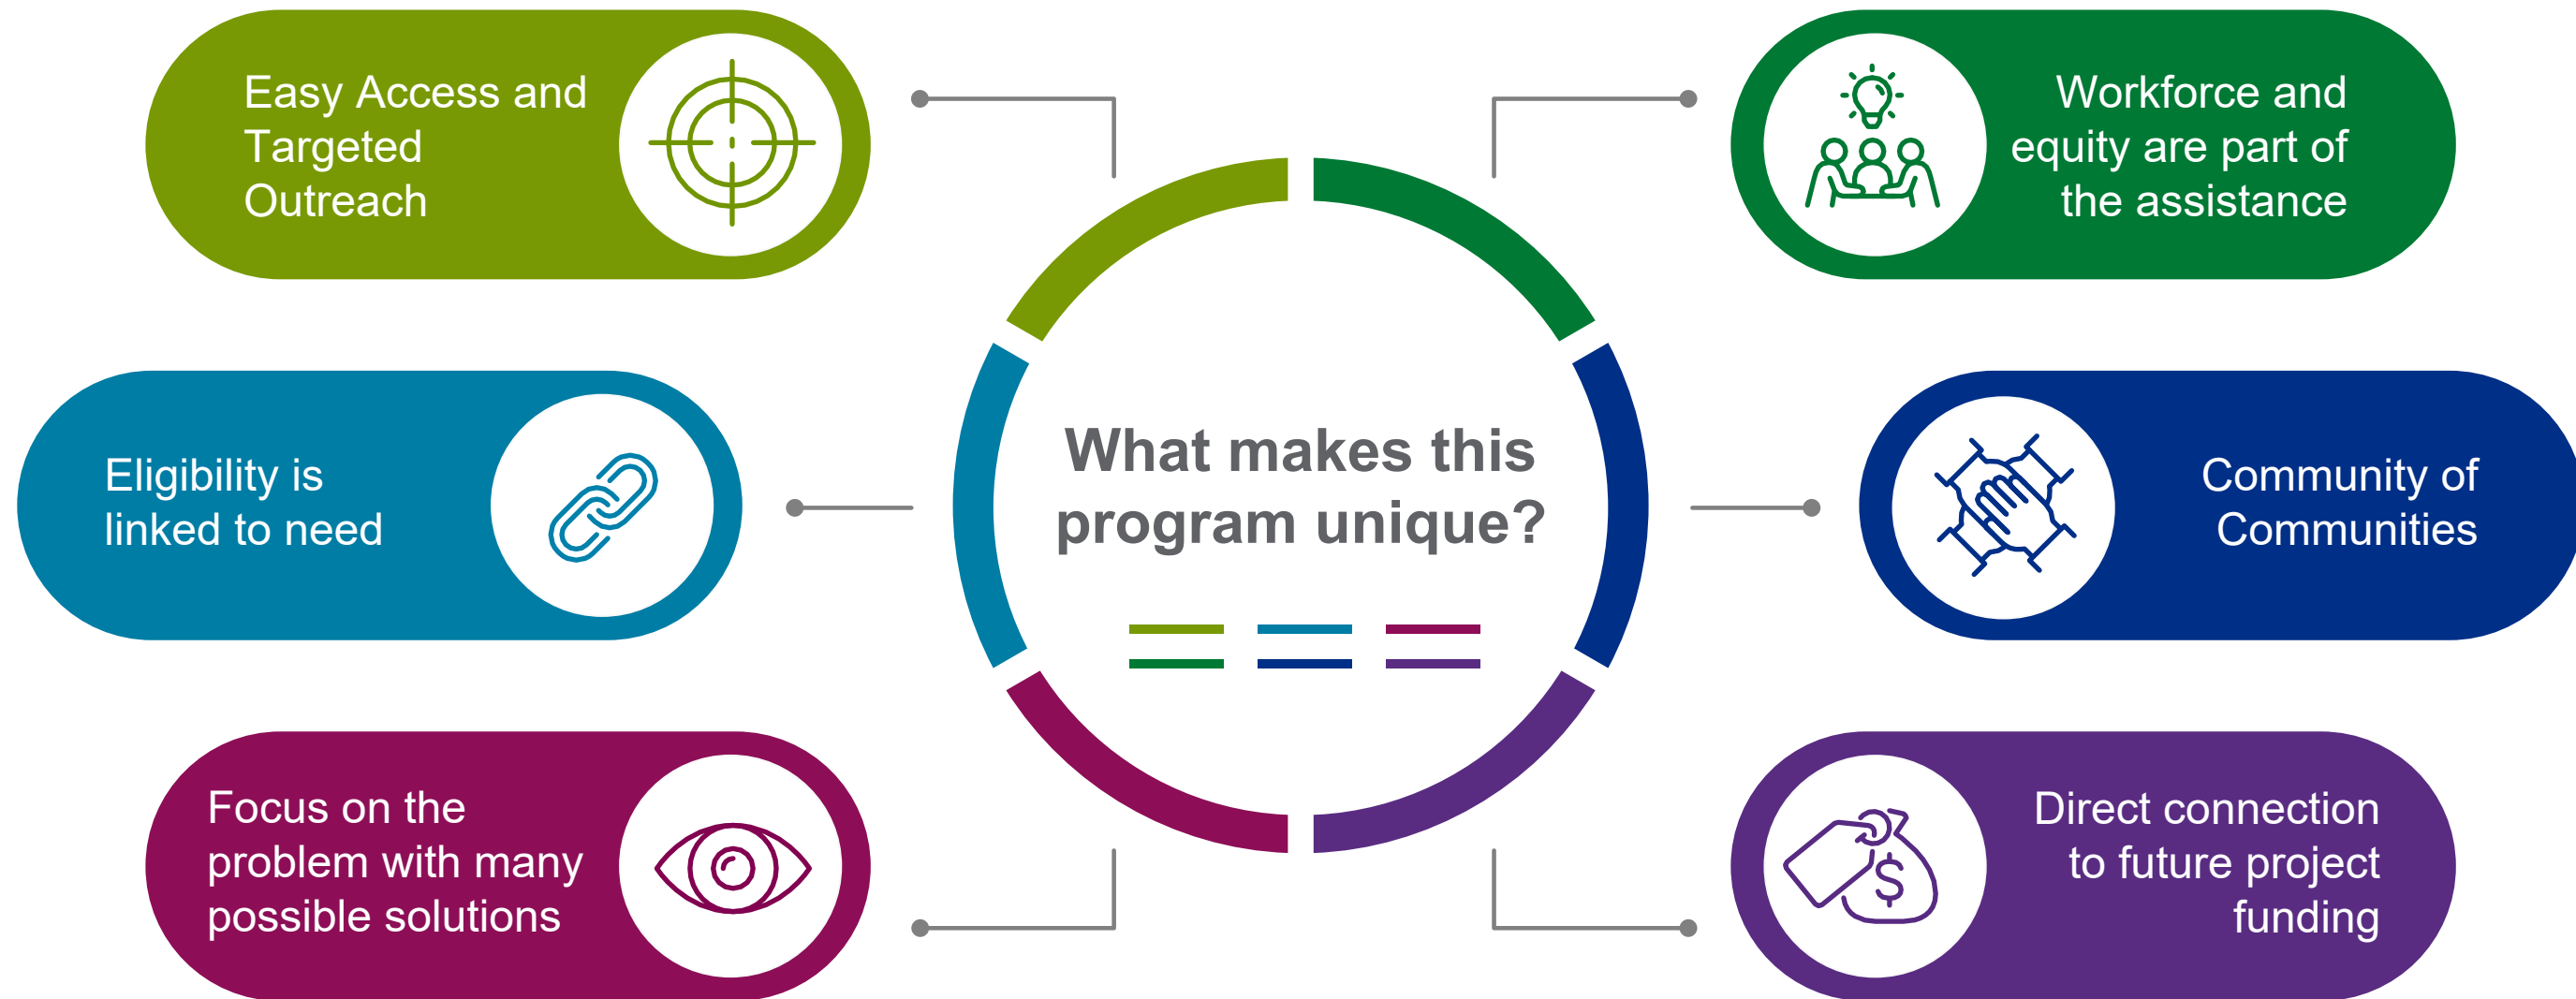 Easy Access and
Targeted
Outreach
Workforce and
equity are part of
the assistance
Eligibility is
linked to need
What makes this
program unique?
Community of
Communities
Focus on the
problem with many
possible solutions
Direct connection
to future project
funding
$